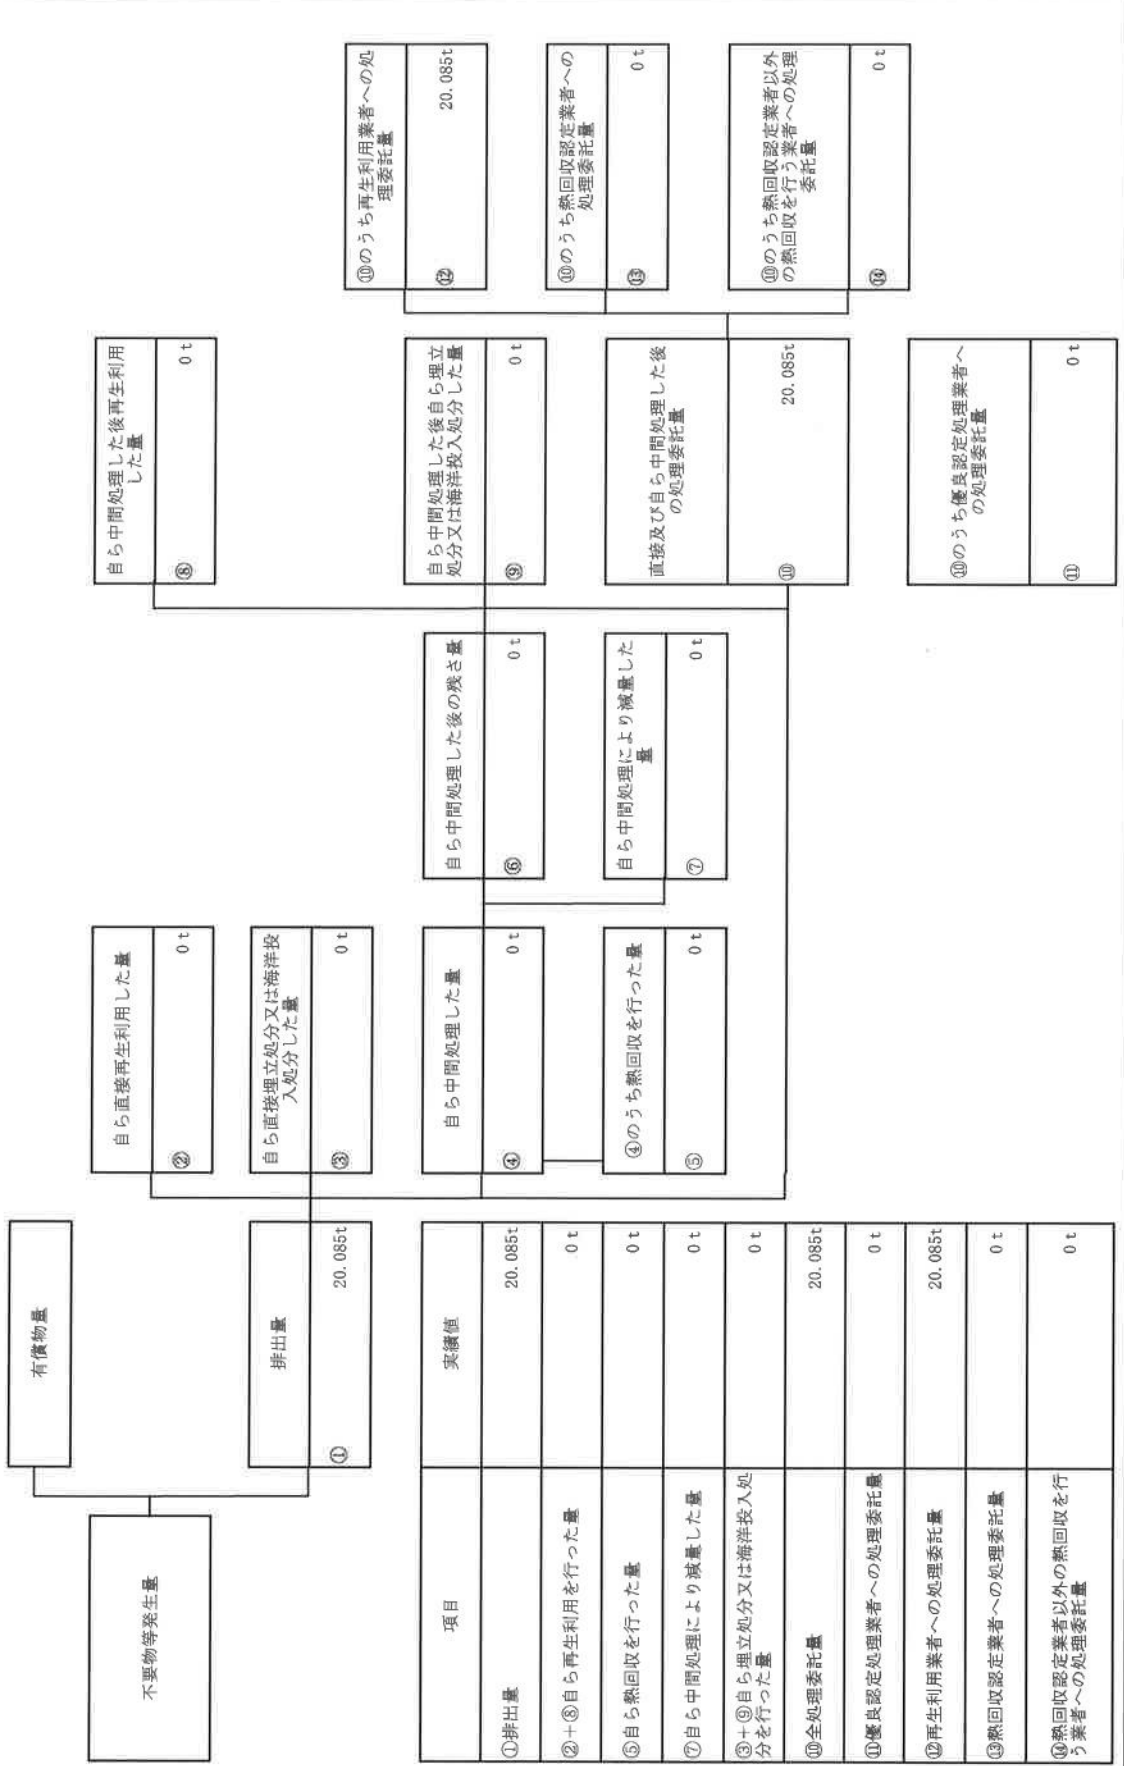 不要物等発生量
有償物量
排出量
① 20.085t
自ら直接再生利用した量
② 0t
自ら直接埋立処分又は海洋投
入処分した量
③ 0t
自ら中間処理した量
④ 0t
④のうち熱回収を行った量
⑤ 0t
自ら中間処理した後の残さ量
⑥ 0t
自ら中間処理により減量した
量
⑦ 0t
自ら中間処理した後再生利用
した量
⑧ 0t
自ら中間処理した後自ら埋立
処分又は海洋投入処分した量
⑨ 0t
直接及び自ら中間処理した後
の処理委託量
⑩ 20.085t
⑩のうち優良認定処理業者へ
の処理委託量
⑪ 0t
⑩のうち再生利用業者への処
理委託量
⑫ 20.085t
⑩のうち熱回収認定業者への
処理委託量
⑬ 0t
⑩のうち熱回収認定業者以外
の熱回収を行う業者への処理
委託量
⑭ 0t
項目 実績値
①排出量 20.085t
②＋⑧自ら再生利用を行った量 0t
⑤自ら熱回収を行った量 0t
⑦自ら中間処理により減量した量 0t
③＋⑨自ら埋立処分又は海洋投入処
分を行った量 0t
⑩全処理委託量 20.085t
⑪優良認定処理業者への処理委託量 0t
⑫再生利用業者への処理委託量 20.085t
⑬熱回収認定業者への処理委託量 0t
⑭熱回収認定業者以外の熱回収を行
う業者への処理委託量 0t